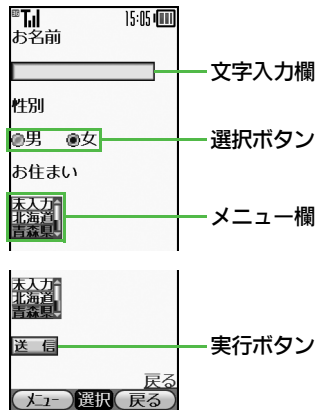 15:05
お名前
文字入力欄
性別
男 女 選択ボタン
お住まい
未入力
北海道 メニュー欄
青森県
未入力
北海道
青森県
送 信 実行ボタン
戻る
メニュー 選択 戻る